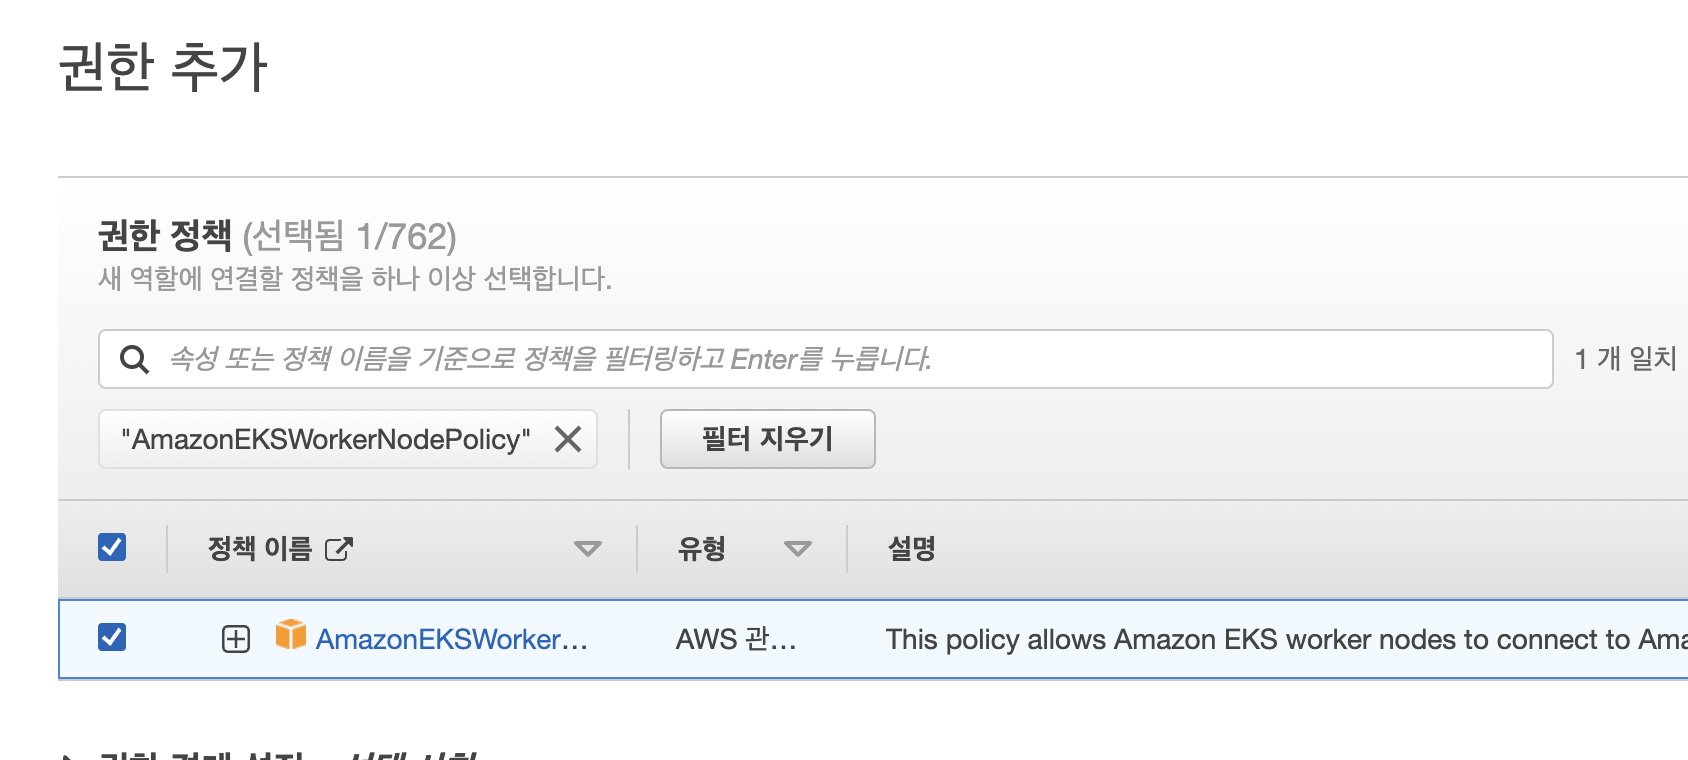 권한 추가
권한 정책 (선택됨 1/762)
새 역할에 연결할 정책을 하나 이상 선택합니다.
속성 또는 정책 이름을 기준으로 정책을 필터링하고 Enter를 누릅니다.
1 개 일치
"AmazonEKSWorkerNodePolicy"
필터 지우기
정책 이름 유형 설명
AmazonEKSWorker... AWS 관... This policy allows Amazon EKS worker nodes to connect to Ama